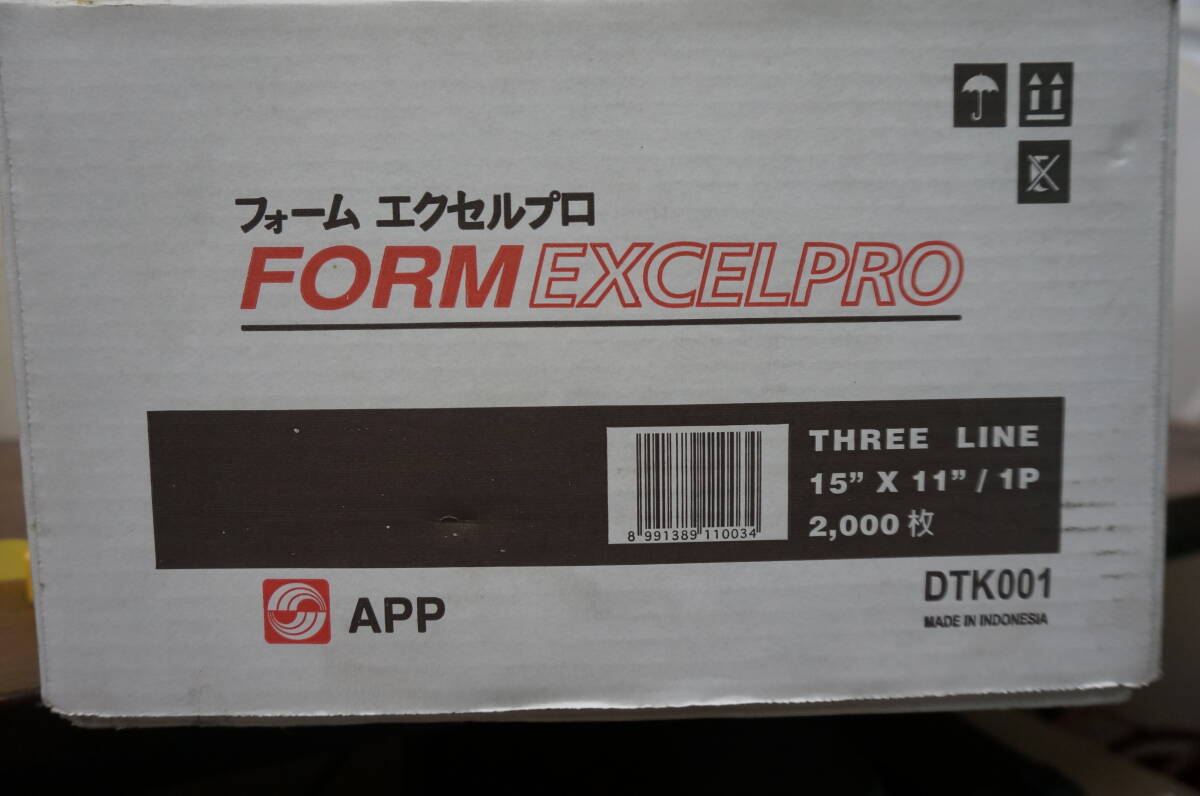 フォーム エクセルプロ
FORM EXCELPRO
THREE LINE
15” X 11” / 1P
2,000 枚
8 991389 110034
APP
DTK001
MADE IN INDONESIA